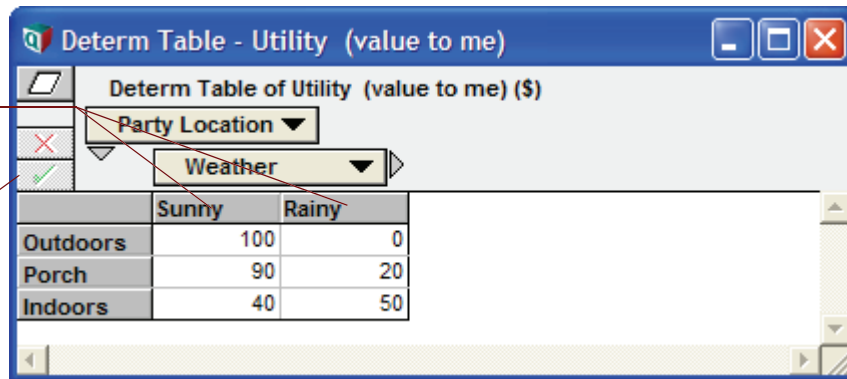 Determ Table - Utility (value to me)
Determ Table of Utility (value to me) ($)
Party Location
Weather
Sunny Rainy
Outdoors 100 0
Porch 90 20
Indoors 40 50